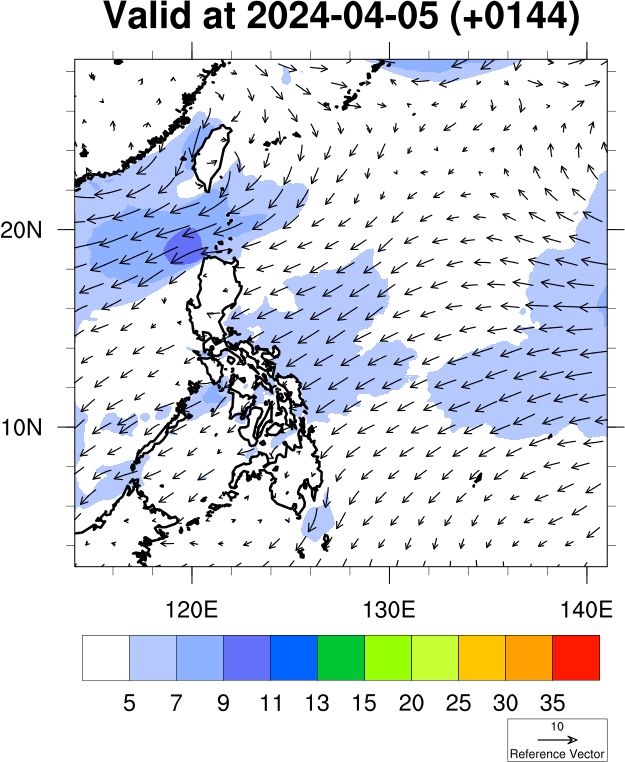 Valid at 2024-04-05 (+0144)
20N
10N
120E 130E 140E
5 7 9 11 13 15 20 25 30 35
10
Reference Vector